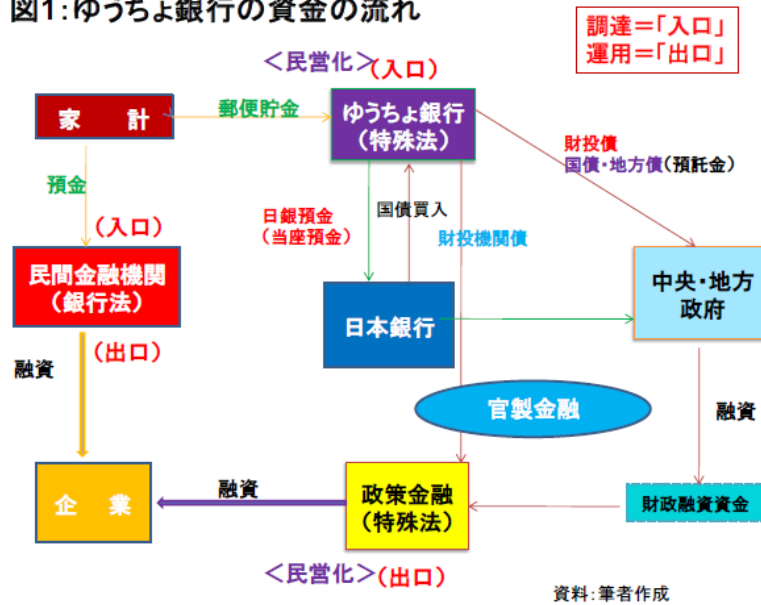 図1:ゆうちょ銀行の資金の流れ
調達＝「入口」
運用＝「出口」
＜民営化＞(入口)
家　計
郵便貯金
ゆうちょ銀行
(特殊法)
財投債
国債・地方債(預託金)
預金
(入口)
日銀預金
(当座預金)
国債買入
財投機関債
民間金融機関
(銀行法)
日本銀行
中央・地方
政府
(出口)
融資
官製金融
融資
企　業
融資
政策金融
(特殊法)
財政融資資金
＜民営化＞(出口)
資料:筆者作成